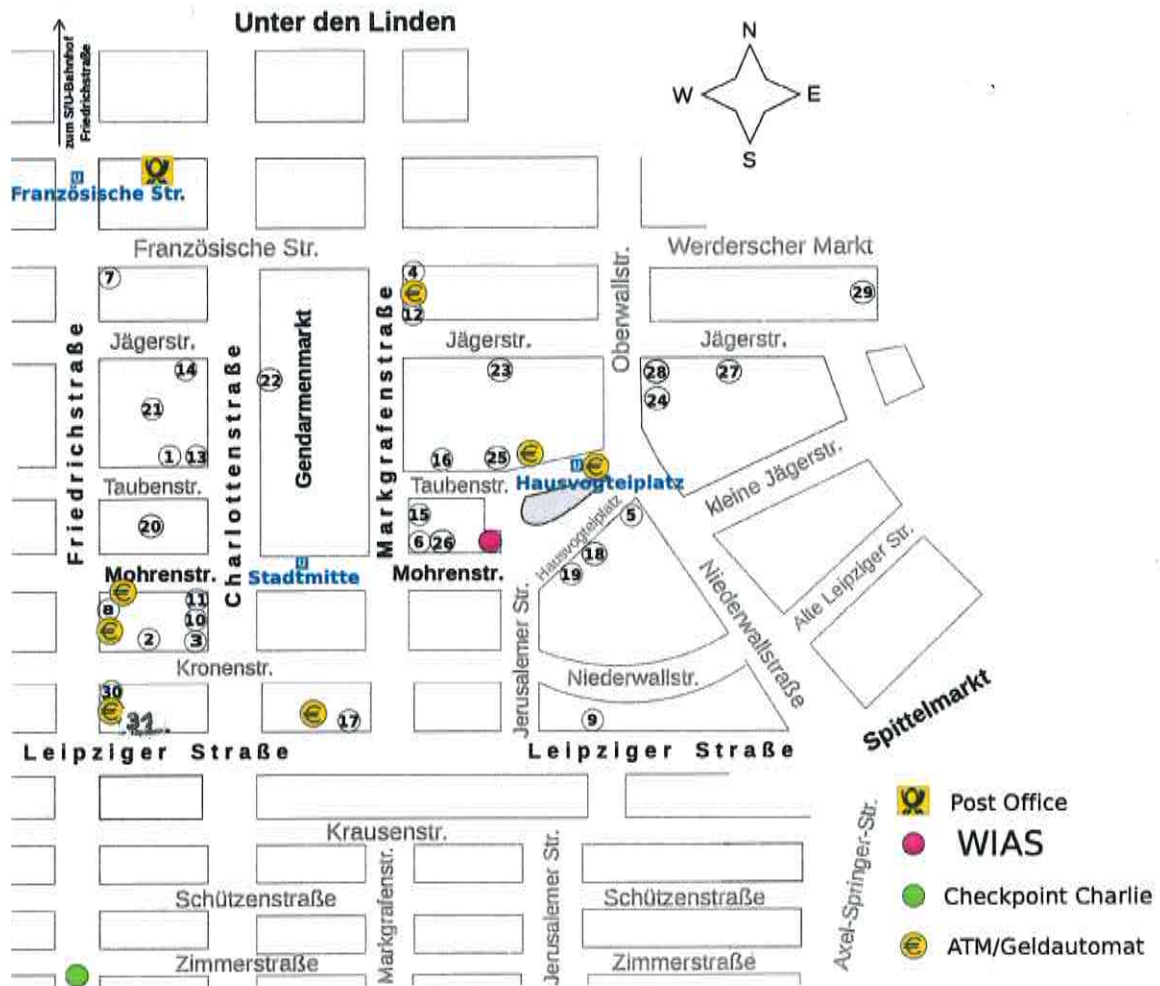 Unter den Linden
zum S/U-Bahnhof
Friedrichstraße
N
W E
S
U
Französische Str.
Französische Str.
Werderscher Markt
Oberwallstr.
7
4
€
12
29
Friedrichstraße
Jägerstr.
Charlottenstraße
Gendarmenmarkt
Markgrafenstraße
Jägerstr.
Jägerstr.
14
22
23
28
27
21
24
1
13
16
25
€
U
€
Taubenstr.
Taubenstr.
Hausvogteiplatz
kleine Jägerstr.
20
15
6
26
Hausvogteiplatz
5
18
19
Mohrenstr.
U
Stadtmitte
Mohrenstr.
Jerusalemer Str.
Niederwallstraße
Alte Leipziger Str.
€
8
11
10
€
2
3
Kronenstr.
Niederwallstr.
Spittelmarkt
30
€
31
€
17
9
Leipziger Straße
Leipziger Straße
Krausenstr.
Markgrafenstr.
Jerusalemer Str.
Axel-Springer-Str.
Schützenstraße
Schützenstraße
Zimmerstraße
Zimmerstraße
Post Office
WIAS
Checkpoint Charlie
€ ATM/Geldautomat